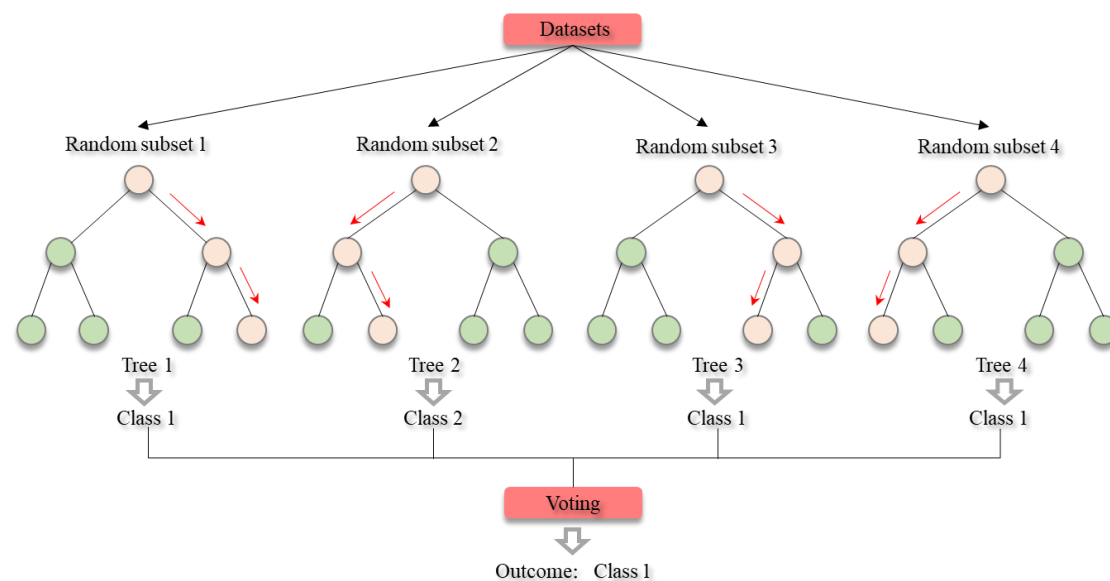 Datasets
Random subset 1
Random subset 2
Random subset 3
Random subset 4
Tree 1
Tree 2
Tree 3
Tree 4
Class 1
Class 2
Class 1
Class 1
Voting
Outcome: Class 1